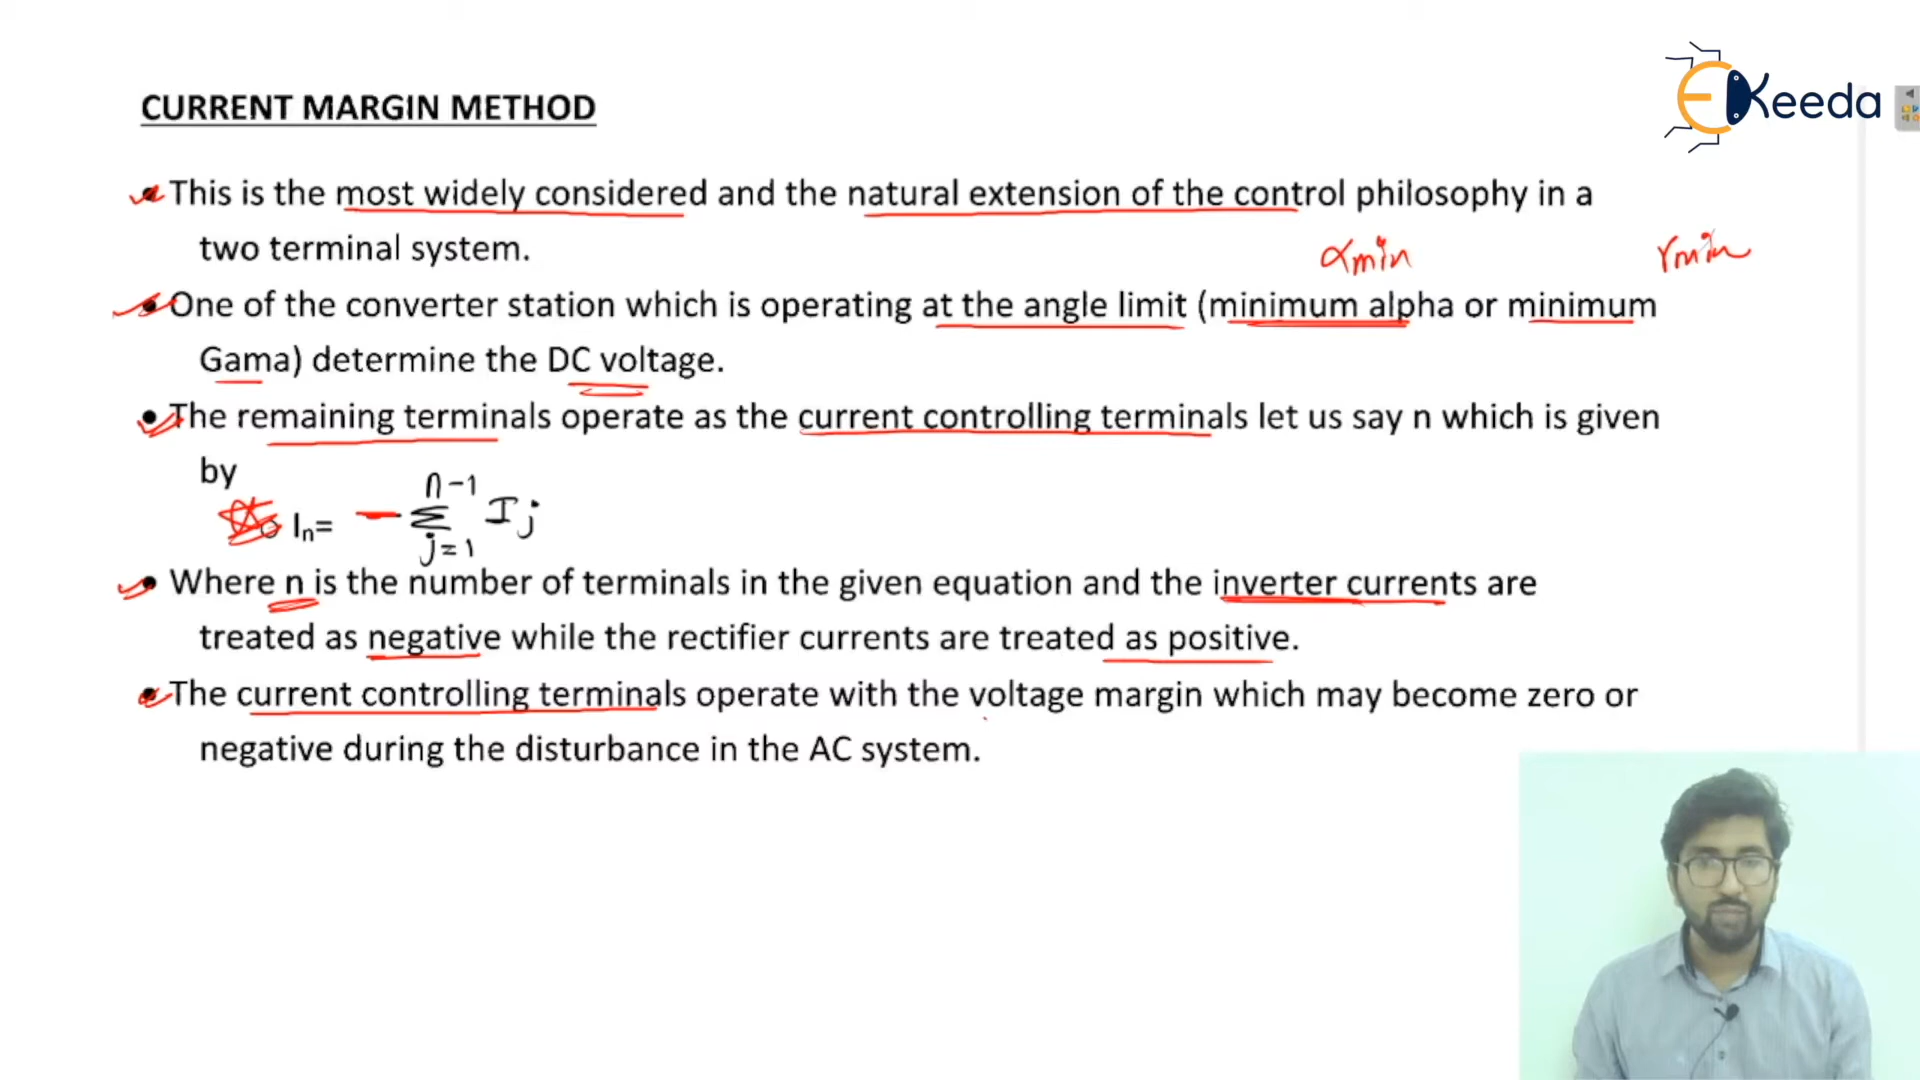 EKeeda
CURRENT MARGIN METHOD
• This is the most widely considered and the natural extension of the control philosophy in a
two terminal system.
αmin γmin
• One of the converter station which is operating at the angle limit (minimum alpha or minimum
Gama) determine the DC voltage.
• The remaining terminals operate as the current controlling terminals let us say n which is given
by
n-1
In= - Σ Ij
j=1
• Where n is the number of terminals in the given equation and the inverter currents are
treated as negative while the rectifier currents are treated as positive.
• The current controlling terminals operate with the voltage margin which may become zero or
negative during the disturbance in the AC system.